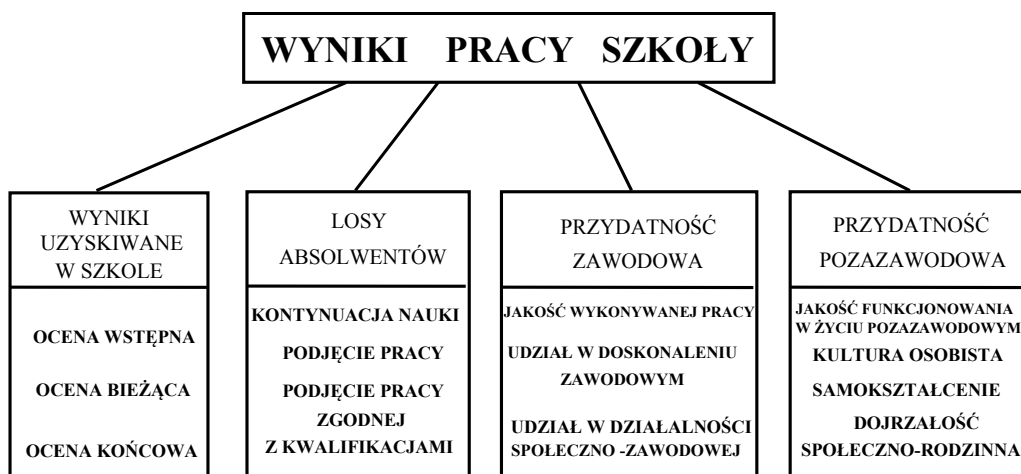 WYNIKI PRACY SZKOŁY
WYNIKI
UZYSKIWANE
W SZKOLE
OCENA WSTĘPNA
OCENA BIEŻĄCA
OCENA KOŃCOWA
LOSY
ABSOLWENTÓW
KONTYNUACJA NAUKI
PODJĘCIE PRACY
PODJĘCIE PRACY
ZGODNEJ
Z KWALIFIKACJAMI
PRZYDATNOŚĆ
ZAWODOWA
JAKOŚĆ WYKONYWANEJ PRACY
UDZIAŁ W DOSKONALENIU
ZAWODOWYM
UDZIAŁ W DZIAŁALNOŚCI
SPOŁECZNO -ZAWODOWEJ
PRZYDATNOŚĆ
POZAZAWODOWA
JAKOŚĆ FUNKCJONOWANIA
W ŻYCIU POZAZAWODOWYM
KULTURA OSOBISTA
SAMOKSZTAŁCENIE
DOJRZAŁOŚĆ
SPOŁECZNO-RODZINNA